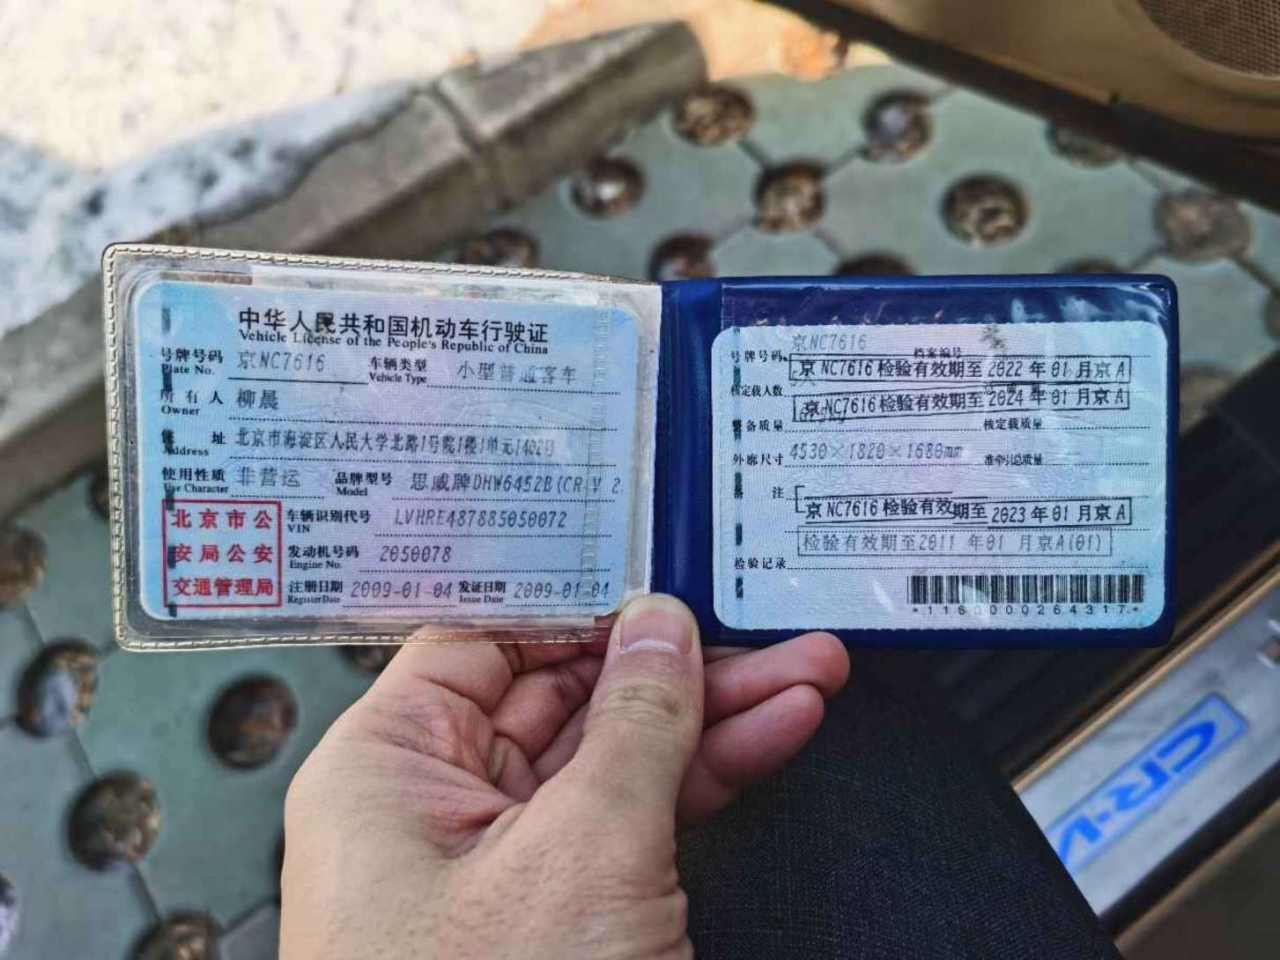 中华人民共和国机动车行驶证
Vehicle License of the People's Republic of China
号牌号码 京NC7616 车辆类型 小型普通客车
Plate No. Vehicle Type
所有人 柳晨
Owner
住 址 北京市海淀区人民大学北路1号院1楼1单元1402号
Address
使用性质 非营运 品牌型号 思威牌DHW6452B(CR-V 2.
Use Character Model
北京市公
安局公安
交通管理局
车辆识别代号 LVHRE487885050072
VIN
发动机号码 2050078
Engine No.
注册日期 2009-01-04 发证日期 2009-01-04
Register Date Issue Date
号牌号码 京NC7616 档案编号
京NC7616检验有效期至2022年01月京A
核定载人数
京NC7616检验有效期至2024年01月京A
整备质量 核定载质量
外廓尺寸 4530×1820×1680mm 准牵引总质量
备 注
京NC7616检验有效期至2023年01月京A
检验有效期至2011年01月京A(01)
检验记录
*1160000264317*
CR-V